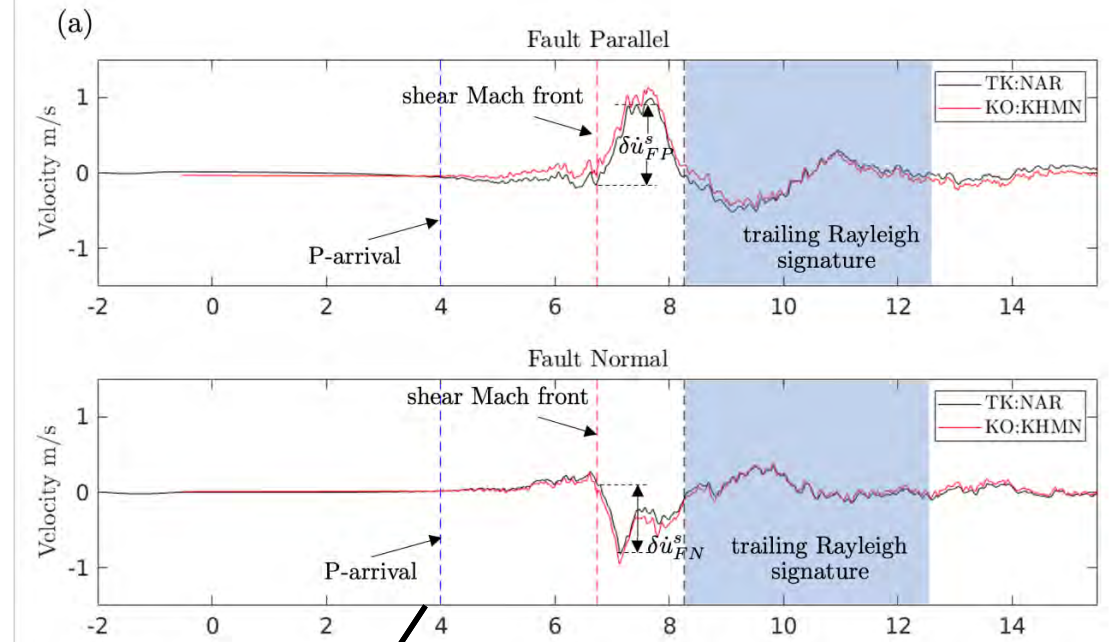 (a)
Fault Parallel
Velocity m/s
1
0
-1
shear Mach front
δu̇ˢ_FP
P-arrival
trailing Rayleigh
signature
TK:NAR
KO:KHMN
-2 0 2 4 6 8 10 12 14
Fault Normal
Velocity m/s
1
0
-1
shear Mach front
δu̇ˢ_FN
P-arrival
trailing Rayleigh
signature
TK:NAR
KO:KHMN
-2 0 2 4 6 8 10 12 14